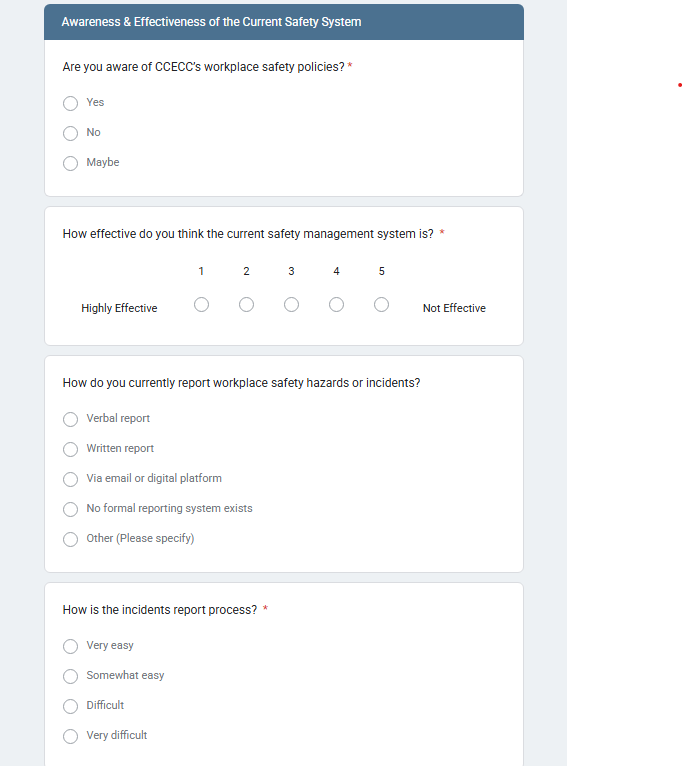 Awareness & Effectiveness of the Current Safety System
Are you aware of CCECC's workplace safety policies? *
Yes
No
Maybe
How effective do you think the current safety management system is? *
1 2 3 4 5
Highly Effective Not Effective
How do you currently report workplace safety hazards or incidents?
Verbal report
Written report
Via email or digital platform
No formal reporting system exists
Other (Please specify)
How is the incidents report process? *
Very easy
Somewhat easy
Difficult
Very difficult